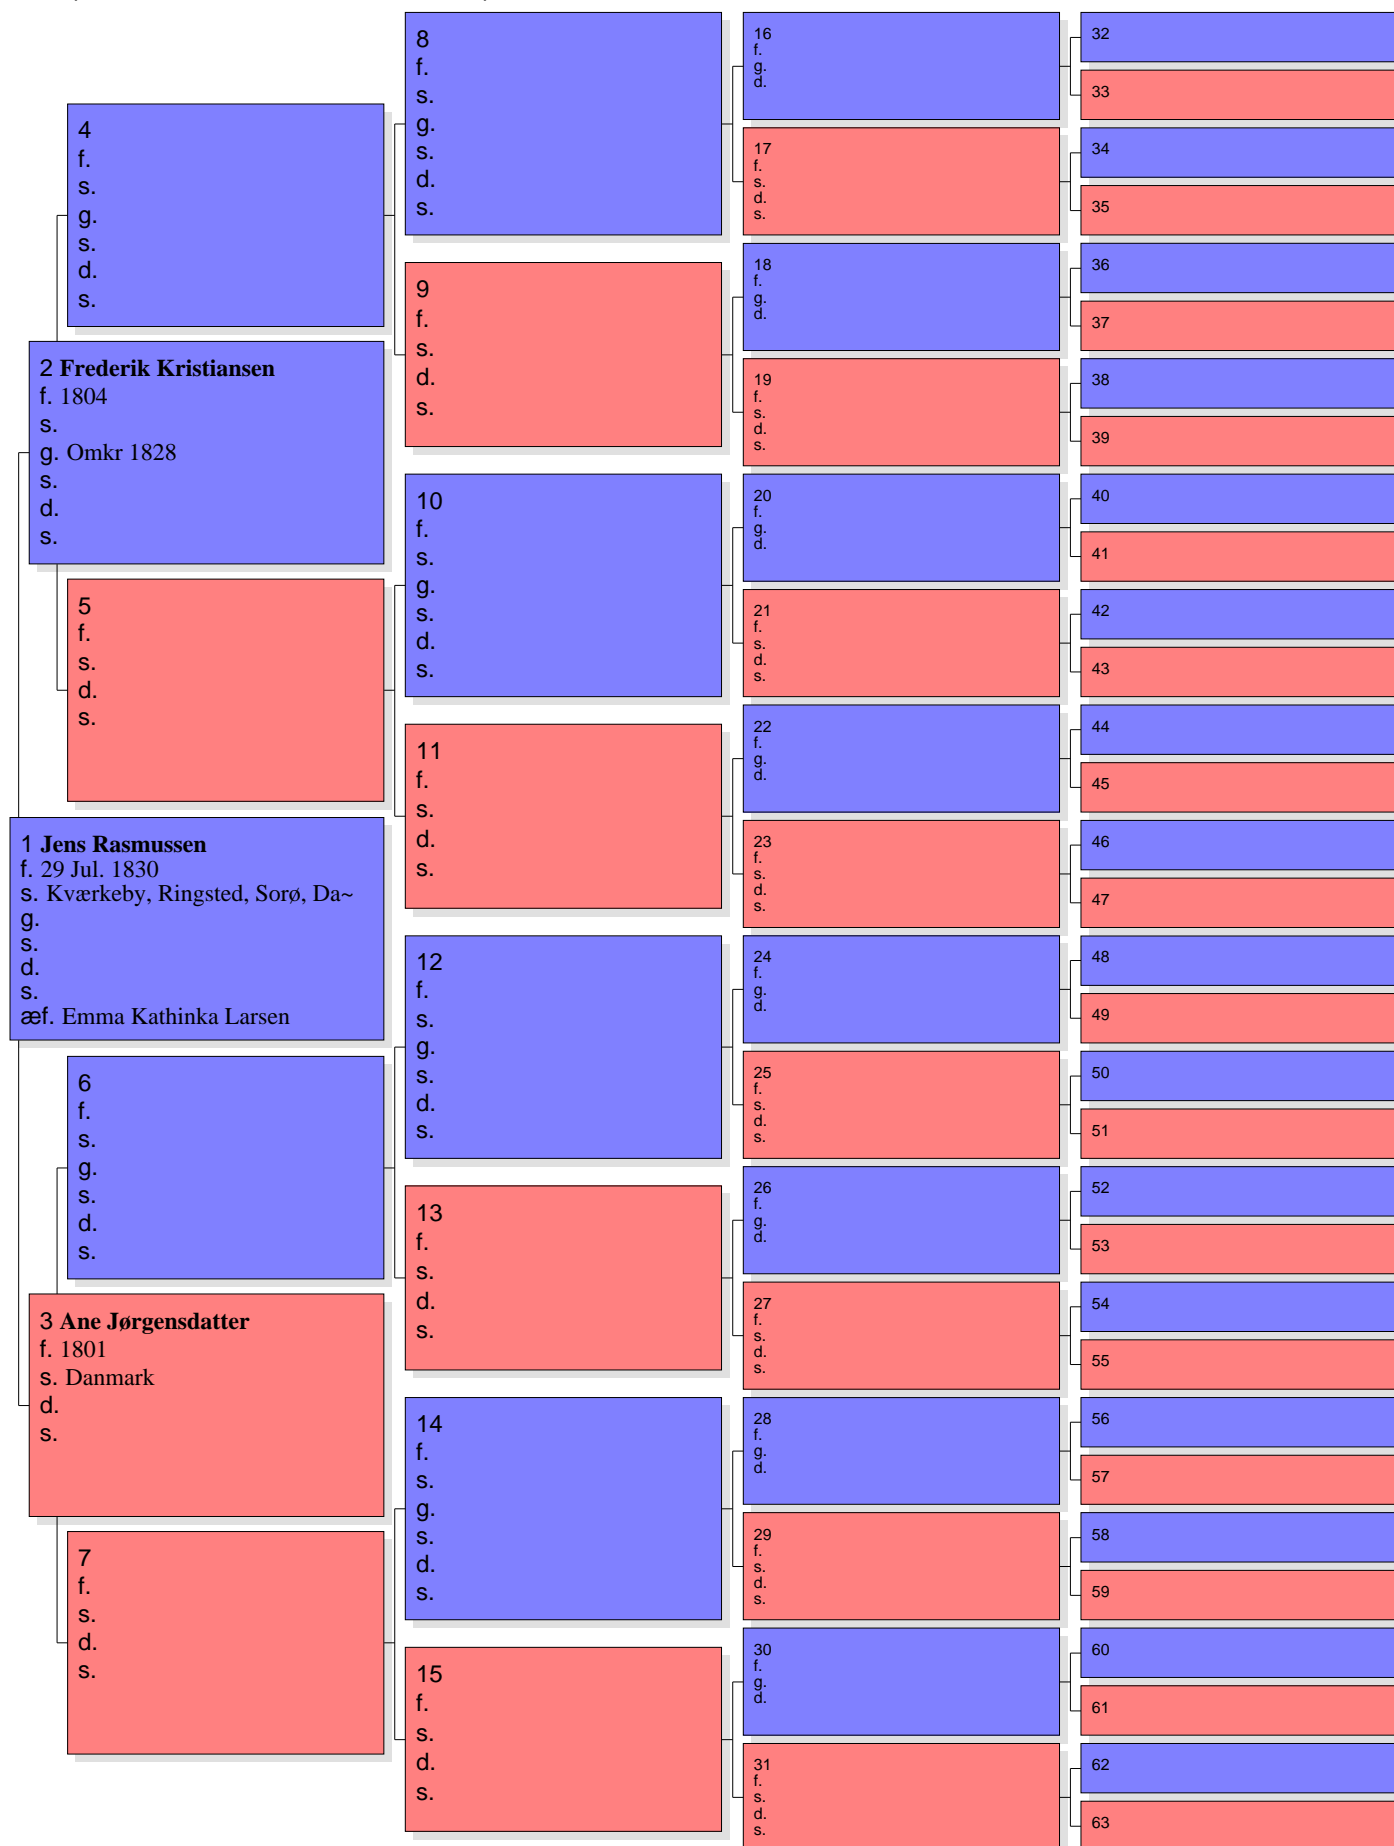 4
f.
s.
g.
s.
d.
s.
2 Frederik Kristiansen
f. 1804
s.
g. Omkr 1828
s.
d.
s.
5
f.
s.
d.
s.
1 Jens Rasmussen
f. 29 Jul. 1830
s. Kværkeby, Ringsted, Sorø, Da~
g.
s.
d.
s.
æf. Emma Kathinka Larsen
6
f.
s.
g.
s.
d.
s.
3 Ane Jørgensdatter
f. 1801
s. Danmark
d.
s.
7
f.
s.
d.
s.
8
f.
s.
g.
s.
d.
s.
9
f.
s.
d.
s.
10
f.
s.
g.
s.
d.
s.
11
f.
s.
d.
s.
12
f.
s.
g.
s.
d.
s.
13
f.
s.
d.
s.
14
f.
s.
g.
s.
d.
s.
15
f.
s.
d.
s.
16
f.
g.
d.
17
f.
s.
d.
s.
18
f.
g.
d.
19
f.
s.
d.
s.
20
f.
g.
d.
21
f.
s.
d.
s.
22
f.
g.
d.
23
f.
s.
d.
s.
24
f.
g.
d.
25
f.
s.
d.
s.
26
f.
g.
d.
27
f.
s.
d.
s.
28
f.
g.
d.
29
f.
s.
d.
s.
30
f.
g.
d.
31
f.
s.
d.
s.
32
33
34
35
36
37
38
39
40
41
42
43
44
45
46
47
48
49
50
51
52
53
54
55
56
57
58
59
60
61
62
63